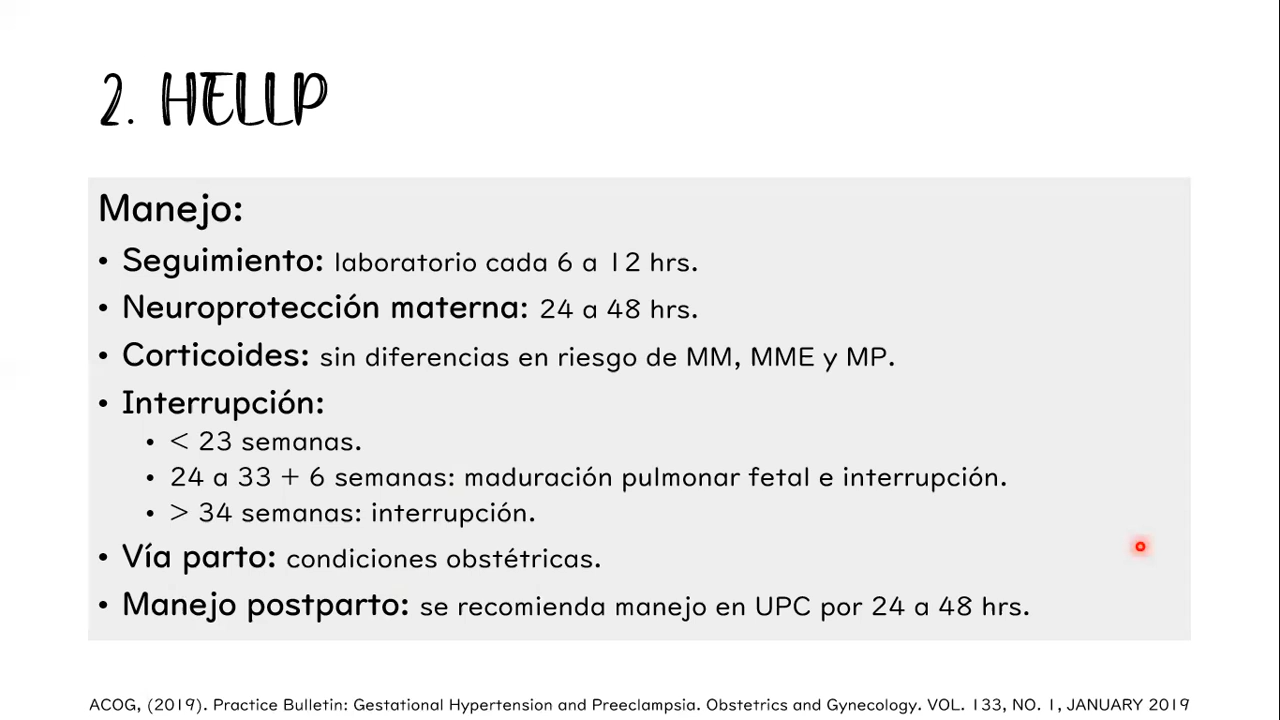 2. HELLP
Manejo:
• Seguimiento: laboratorio cada 6 a 12 hrs.
• Neuroprotección materna: 24 a 48 hrs.
• Corticoides: sin diferencias en riesgo de MM, MME y MP.
• Interrupción:
• < 23 semanas.
• 24 a 33 + 6 semanas: maduración pulmonar fetal e interrupción.
• > 34 semanas: interrupción.
• Vía parto: condiciones obstétricas.
• Manejo postparto: se recomienda manejo en UPC por 24 a 48 hrs.
ACOG, (2019). Practice Bulletin: Gestational Hypertension and Preeclampsia. Obstetrics and Gynecology. VOL. 133, NO. 1, JANUARY 2019